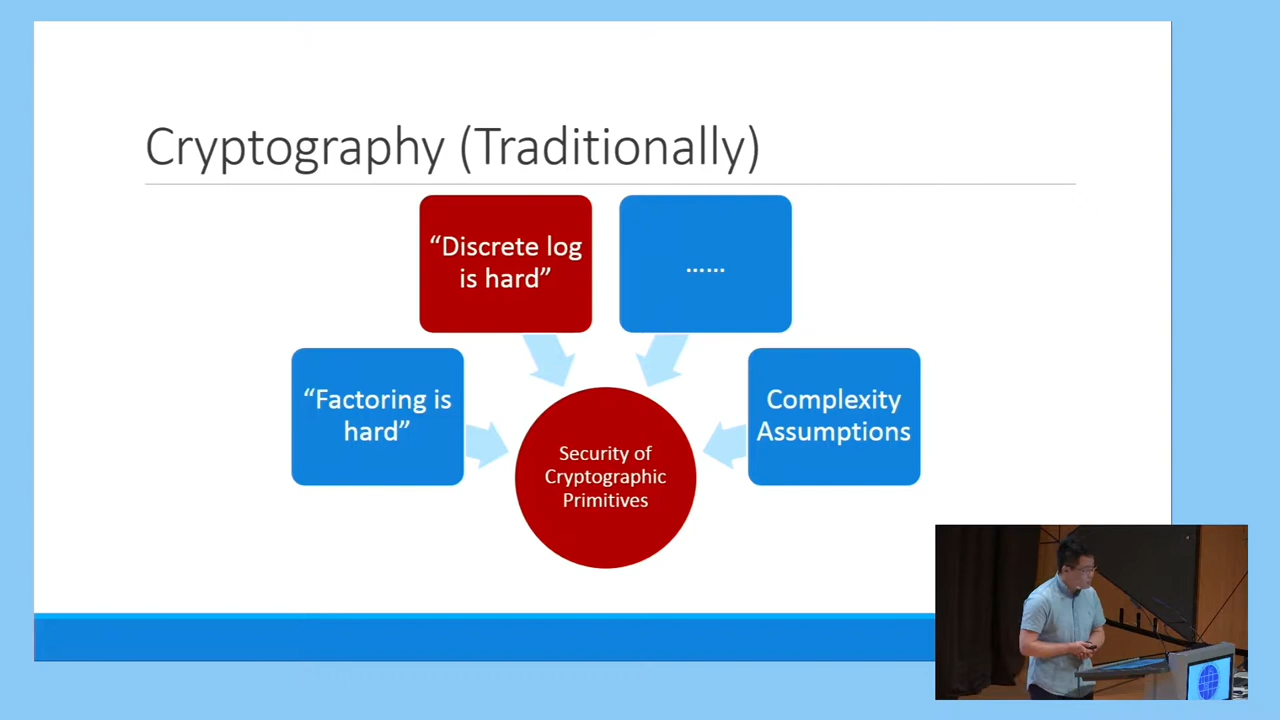 Cryptography (Traditionally)
“Discrete log
is hard”
......
“Factoring is
hard”
Complexity
Assumptions
Security of
Cryptographic
Primitives